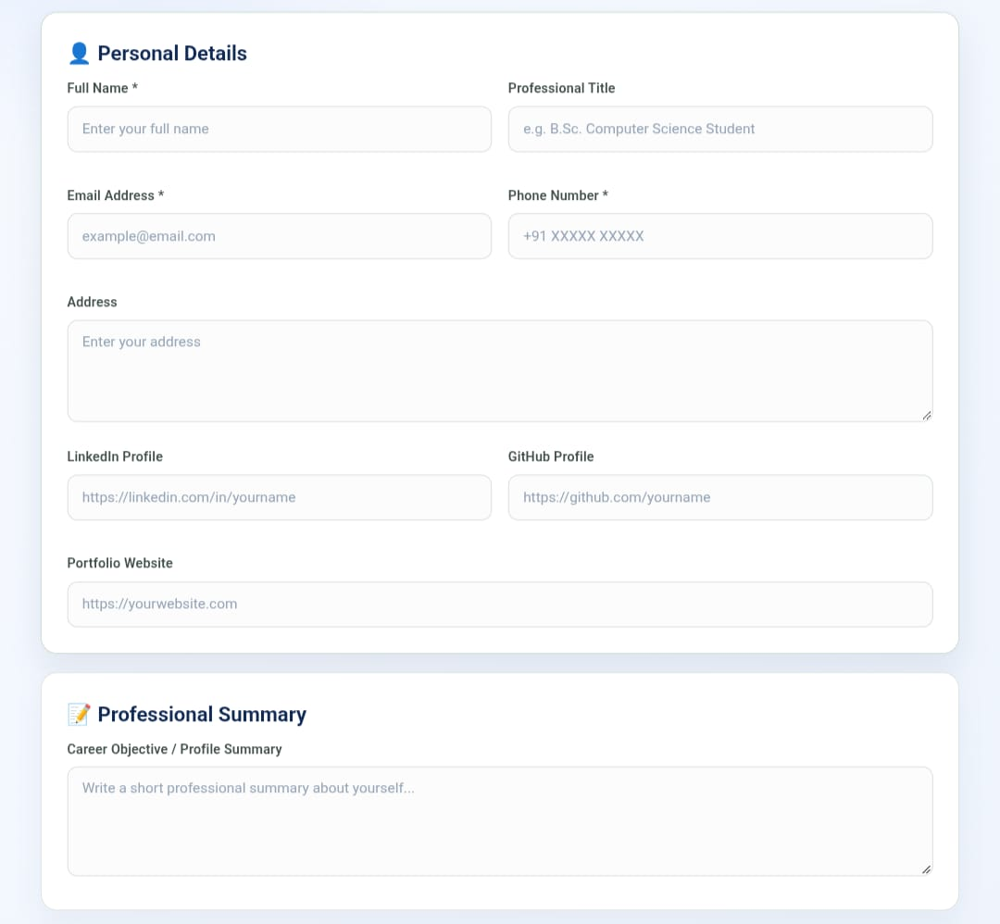 👤 Personal Details
Full Name *
Professional Title
Enter your full name
e.g. B.Sc. Computer Science Student
Email Address *
Phone Number *
example@email.com
+91 XXXXX XXXXX
Address
Enter your address
LinkedIn Profile
GitHub Profile
https://linkedin.com/in/yourname
https://github.com/yourname
Portfolio Website
https://yourwebsite.com
📝 Professional Summary
Career Objective / Profile Summary
Write a short professional summary about yourself...